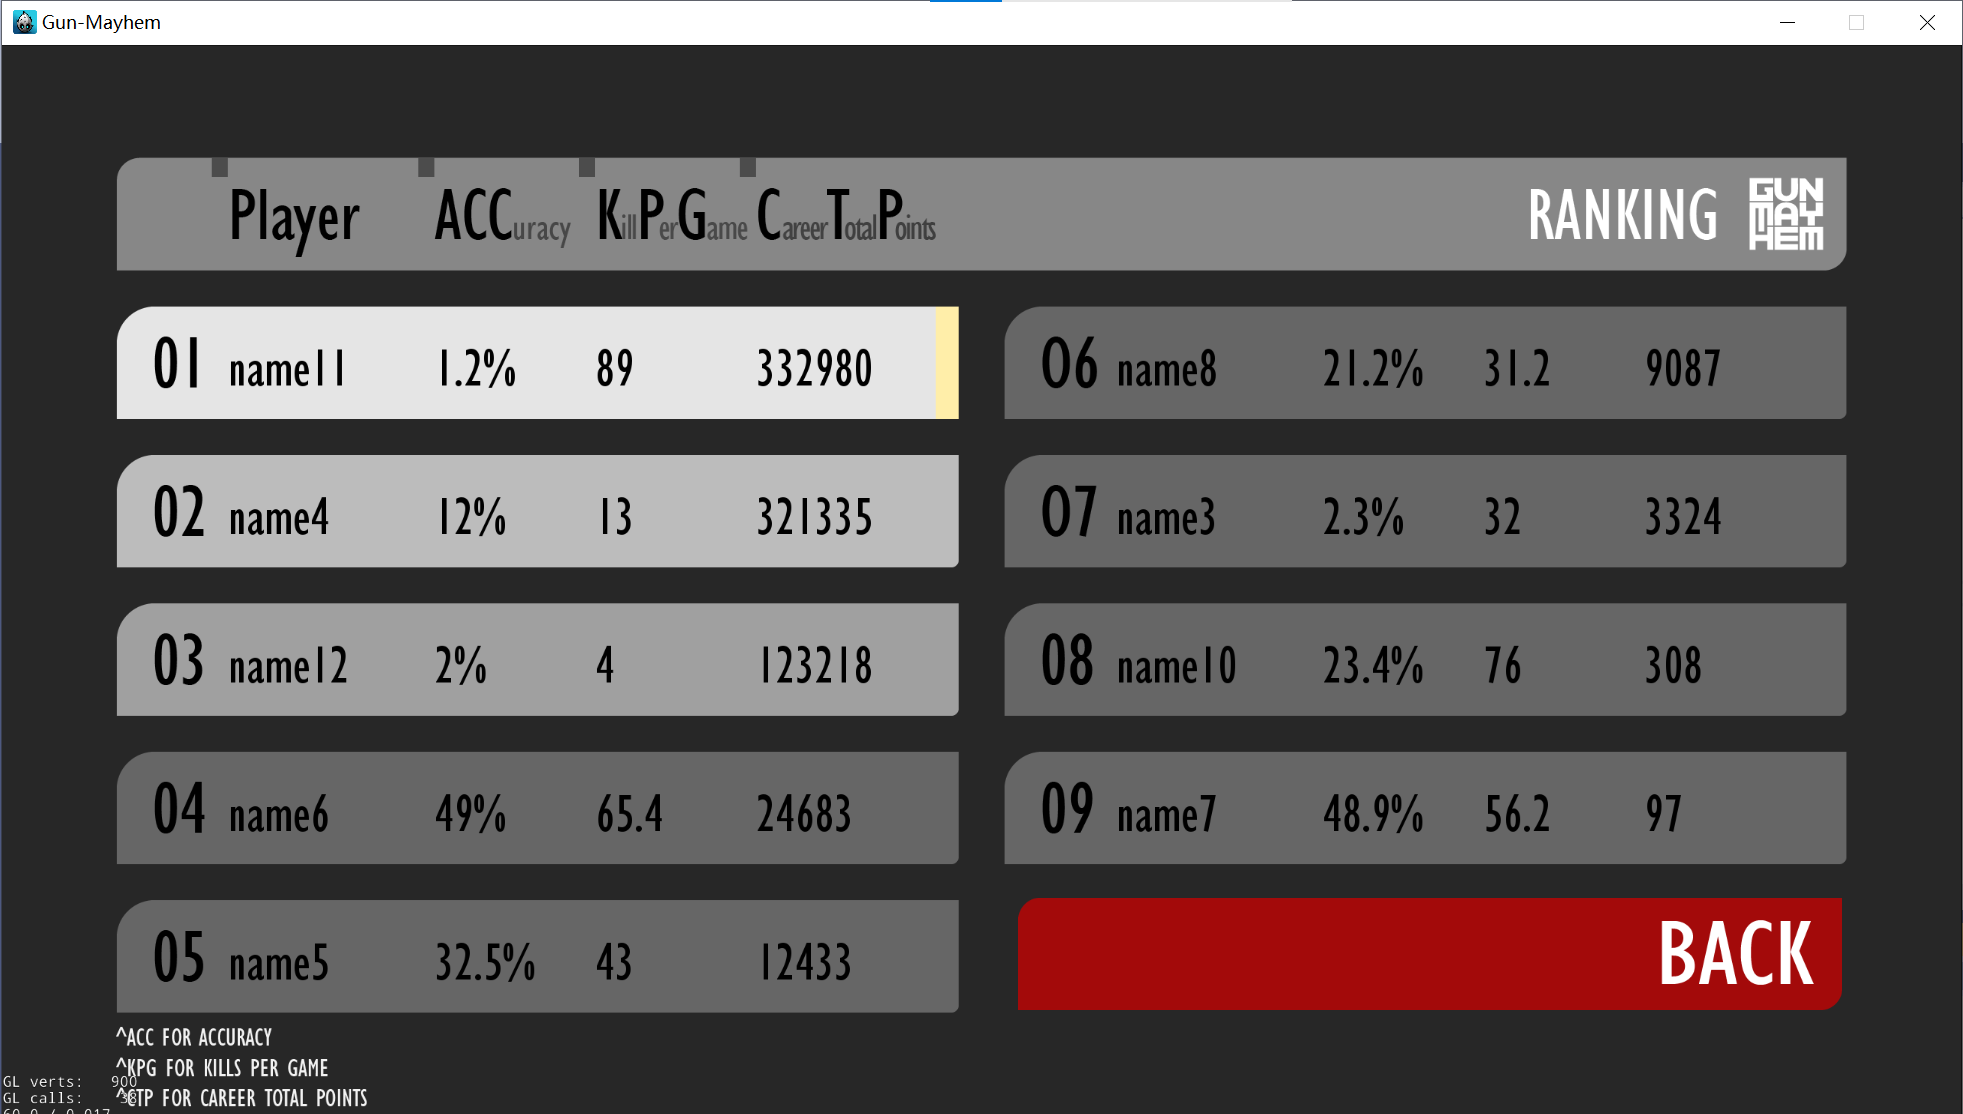 Gun-Mayhem
Player ACCuracy KillPerGame CareerTotalPoints RANKING GUN MAY HEM
01 name11 1.2% 89 332980
02 name4 12% 13 321335
03 name12 2% 4 123218
04 name6 49% 65.4 24683
05 name5 32.5% 43 12433
06 name8 21.2% 31.2 9087
07 name3 2.3% 32 3324
08 name10 23.4% 76 308
09 name7 48.9% 56.2 97
BACK
^ACC FOR ACCURACY
^KPG FOR KILLS PER GAME
^CTP FOR CAREER TOTAL POINTS
GL verts: 900
GL calls: 38
60.0 / 0.017